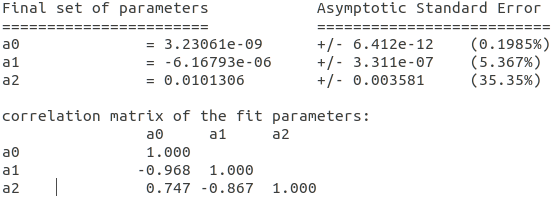 Final set of parameters Asymptotic Standard Error
======================= ==========================
a0 = 3.23061e-09 +/- 6.412e-12 (0.1985%)
a1 = -6.16793e-06 +/- 3.311e-07 (5.367%)
a2 = 0.0101306 +/- 0.003581 (35.35%)
correlation matrix of the fit parameters:
a0 a1 a2
a0 1.000
a1 -0.968 1.000
a2 0.747 -0.867 1.000